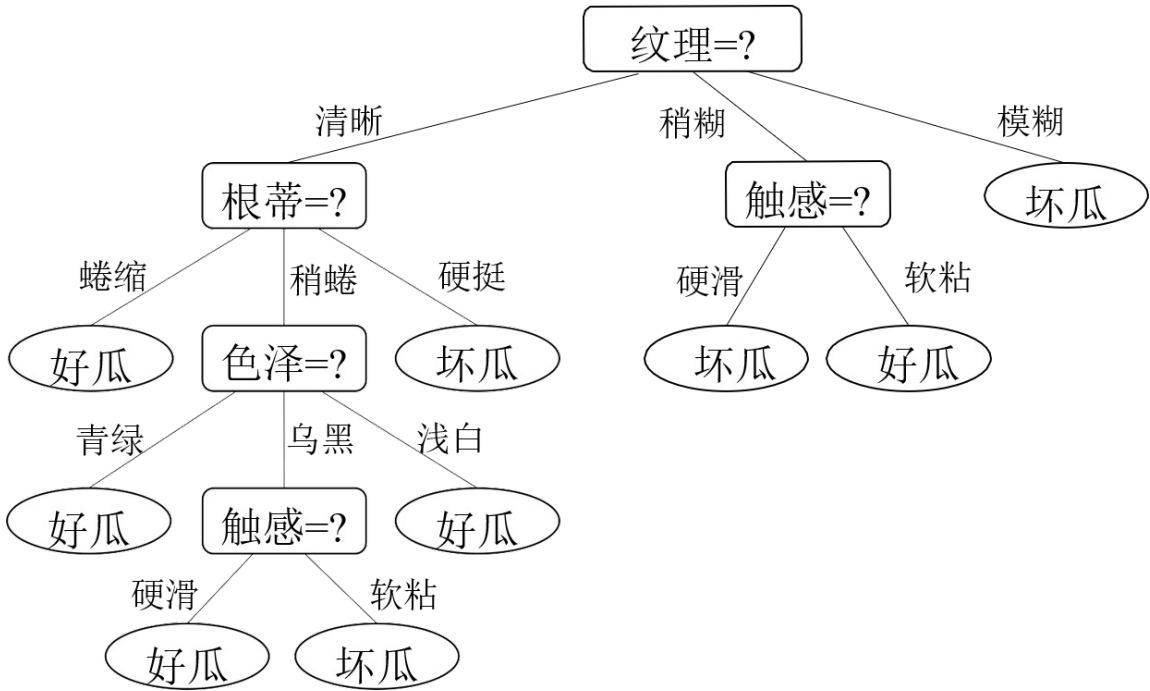 纹理=?
清晰
稍糊
模糊
根蒂=?
触感=?
坏瓜
蜷缩
稍蜷
硬挺
硬滑
软粘
好瓜
色泽=?
坏瓜
坏瓜
好瓜
青绿
乌黑
浅白
好瓜
触感=?
好瓜
硬滑
软粘
好瓜
坏瓜